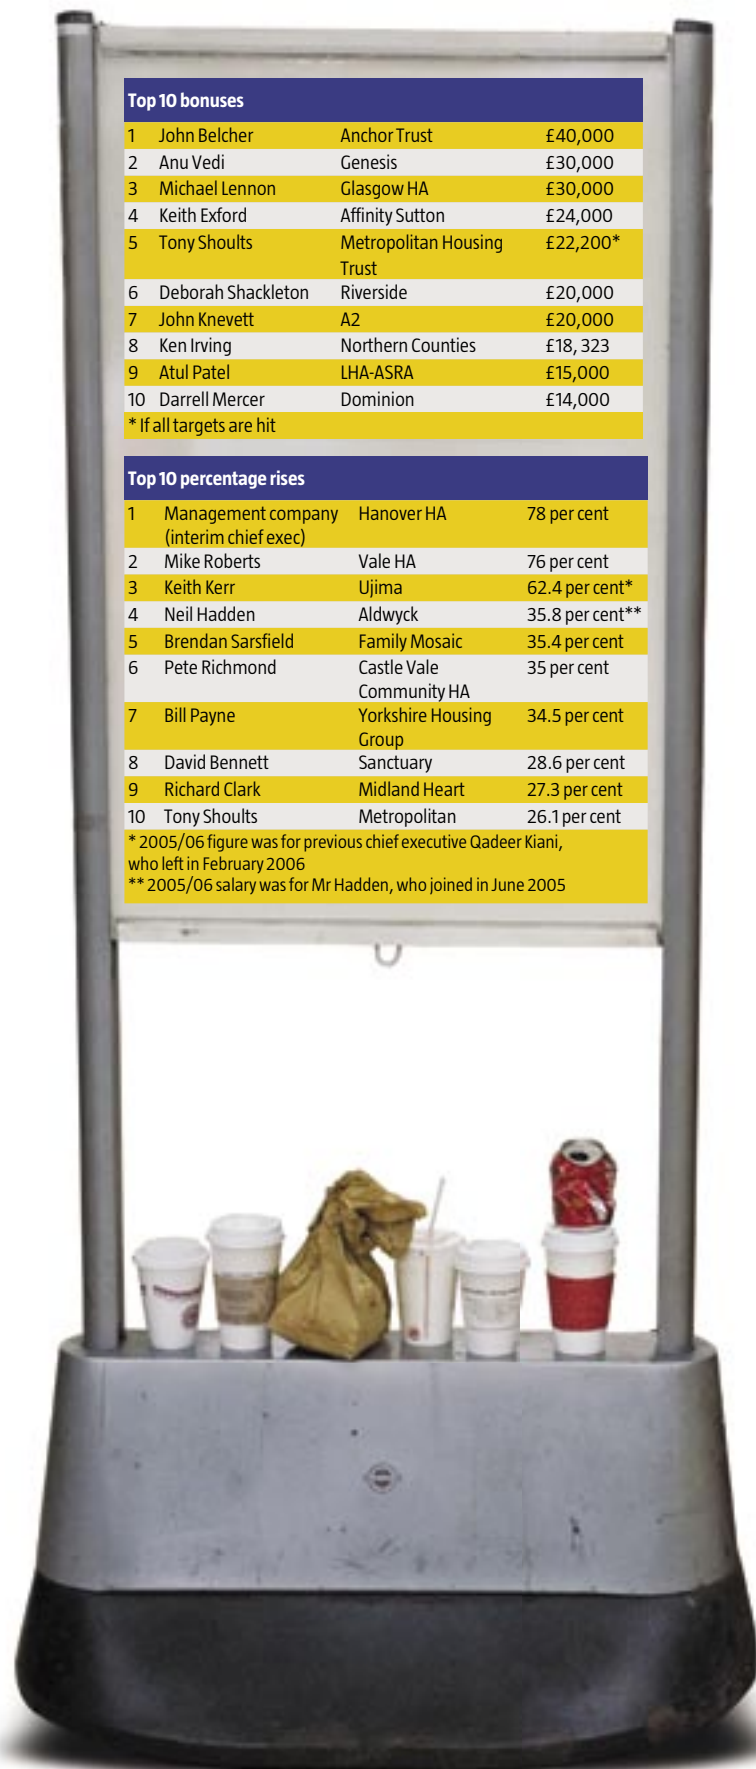 Top 10 bonuses
1 John Belcher Anchor Trust £40,000
2 Anu Vedi Genesis £30,000
3 Michael Lennon Glasgow HA £30,000
4 Keith Exford Affinity Sutton £24,000
5 Tony Shoults Metropolitan Housing £22,200*
Trust
6 Deborah Shackleton Riverside £20,000
7 John Knevett A2 £20,000
8 Ken Irving Northern Counties £18, 323
9 Atul Patel LHA-ASRA £15,000
10 Darrell Mercer Dominion £14,000
* If all targets are hit
Top 10 percentage rises
1 Management company Hanover HA 78 per cent
(interim chief exec)
2 Mike Roberts Vale HA 76 per cent
3 Keith Kerr Ujima 62.4 per cent*
4 Neil Hadden Aldwyck 35.8 per cent**
5 Brendan Sarsfield Family Mosaic 35.4 per cent
6 Pete Richmond Castle Vale 35 per cent
Community HA
7 Bill Payne Yorkshire Housing 34.5 per cent
Group
8 David Bennett Sanctuary 28.6 per cent
9 Richard Clark Midland Heart 27.3 per cent
10 Tony Shoults Metropolitan 26.1 per cent
* 2005/06 figure was for previous chief executive Qadeer Kiani,
who left in February 2006
** 2005/06 salary was for Mr Hadden, who joined in June 2005